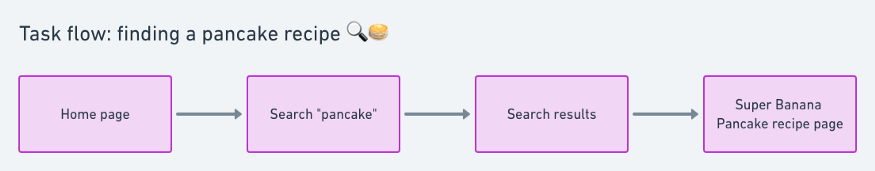 Task flow: finding a pancake recipe 🔍🥞
Home page
Search "pancake"
Search results
Super Banana
Pancake recipe page